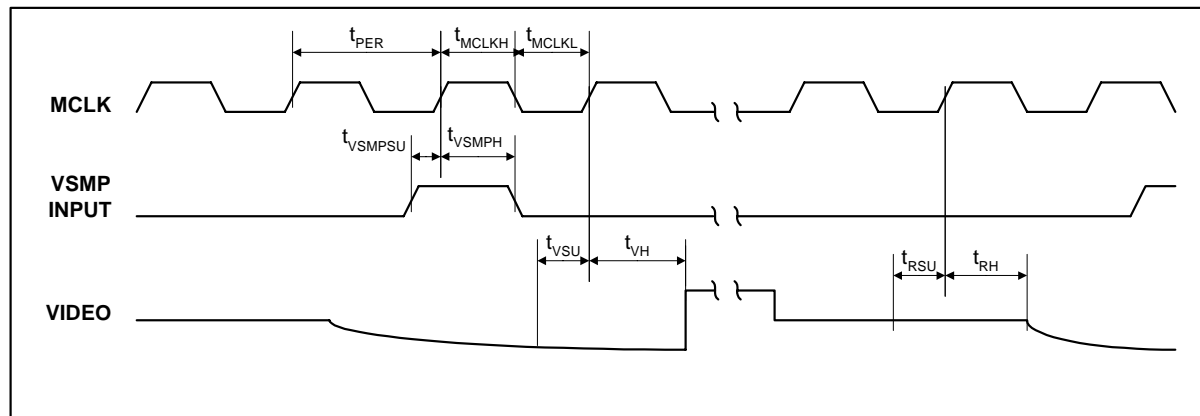 tPER tMCLKH tMCLKL
MCLK
tVSMPSU tVSMPH
VSMP
INPUT
tVSU tVH tRSU tRH
VIDEO